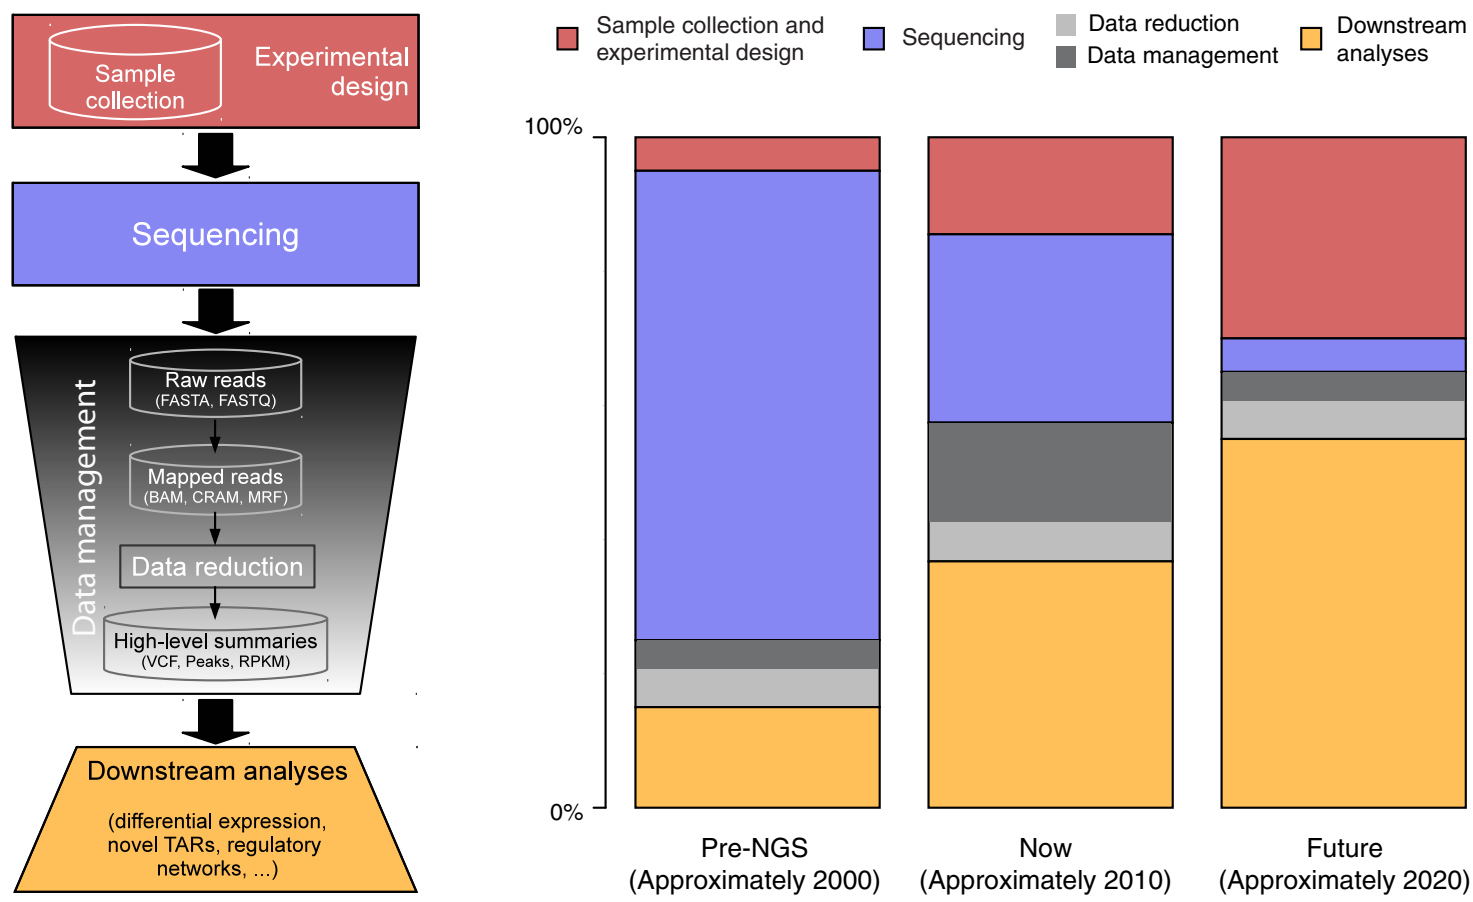 Sample
collection
Experimental
design
Sequencing
Data management
Raw reads
(FASTA, FASTQ)
Mapped reads
(BAM, CRAM, MRF)
Data reduction
High-level summaries
(VCF, Peaks, RPKM)
Downstream analyses
(differential expression,
novel TARs, regulatory
networks, ...)
Sample collection and
experimental design
Sequencing
Data reduction
Data management
Downstream
analyses
100%
0%
Pre-NGS
(Approximately 2000)
Now
(Approximately 2010)
Future
(Approximately 2020)